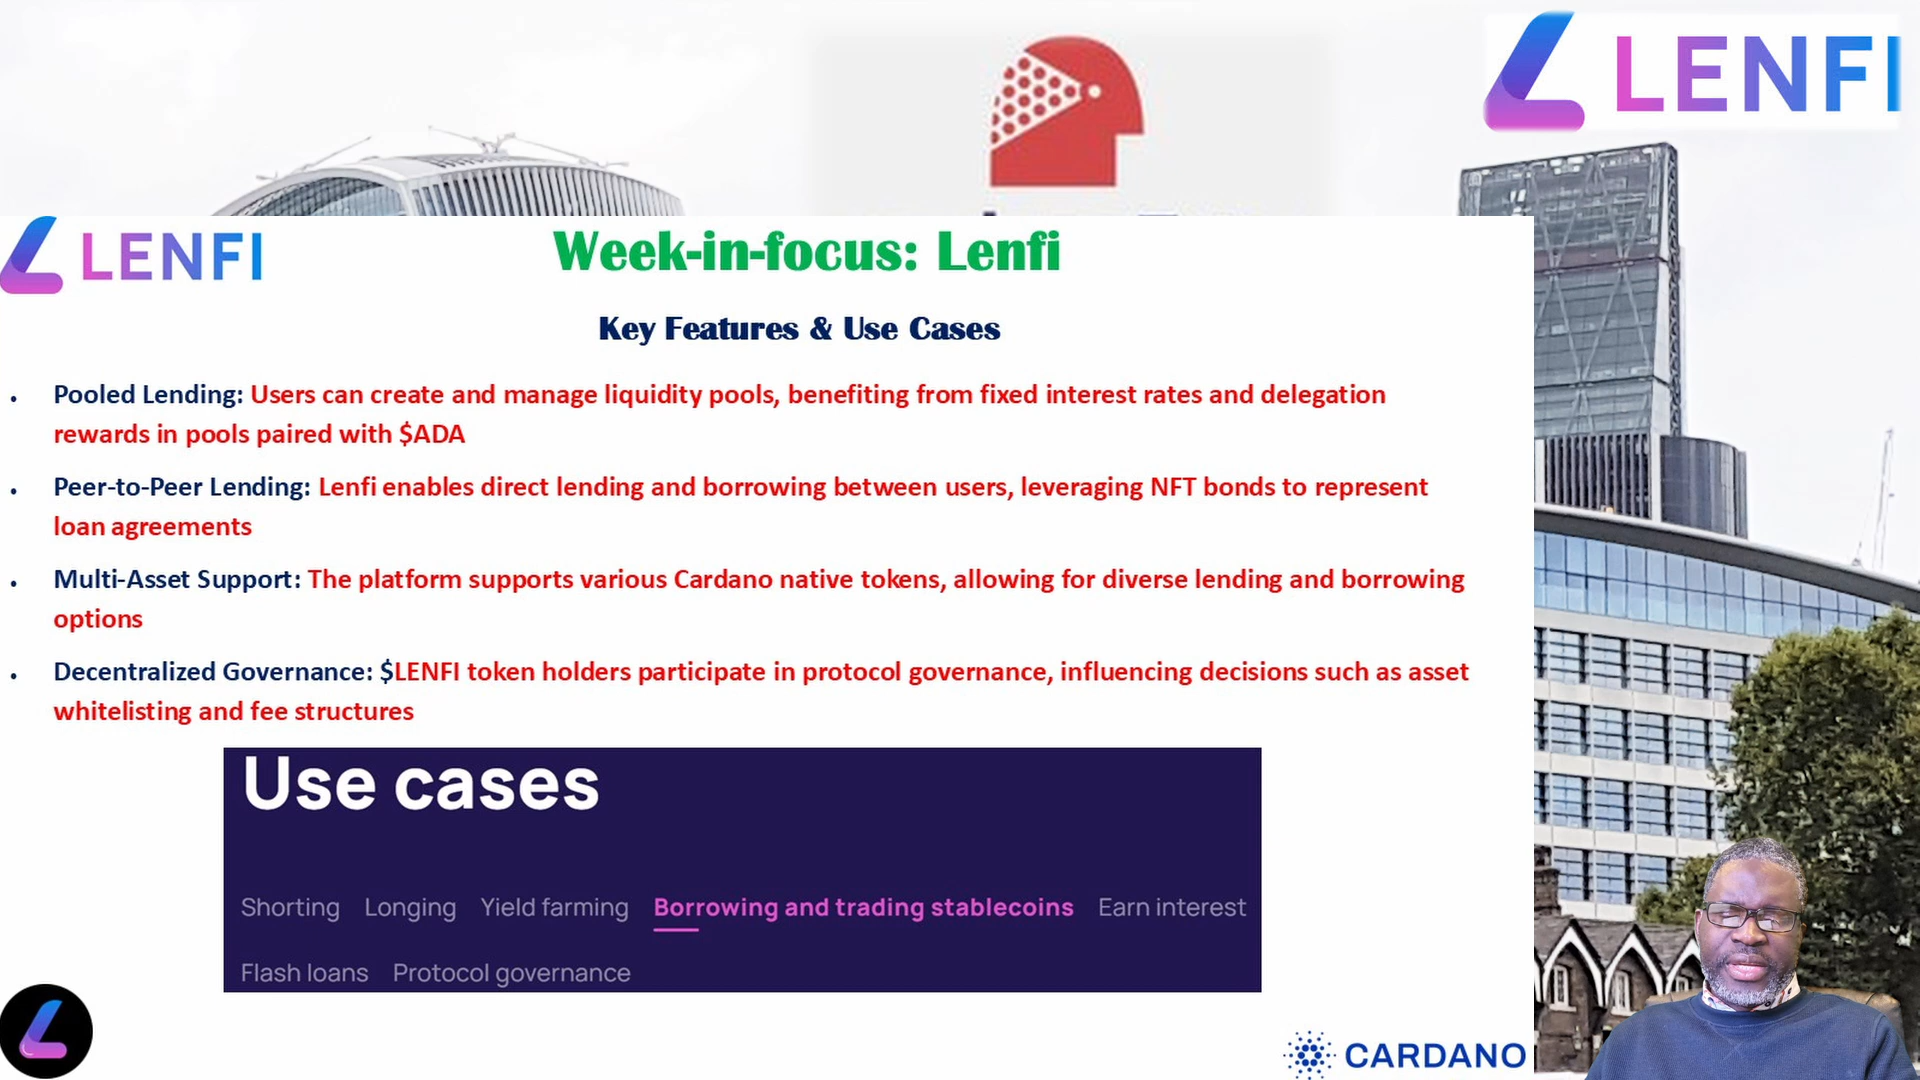 LENFI
LENFI
Week-in-focus: Lenfi
Key Features & Use Cases
• Pooled Lending: Users can create and manage liquidity pools, benefiting from fixed interest rates and delegation
rewards in pools paired with $ADA
• Peer-to-Peer Lending: Lenfi enables direct lending and borrowing between users, leveraging NFT bonds to represent
loan agreements
• Multi-Asset Support: The platform supports various Cardano native tokens, allowing for diverse lending and borrowing
options
• Decentralized Governance: $LENFI token holders participate in protocol governance, influencing decisions such as asset
whitelisting and fee structures
Use cases
Shorting Longing Yield farming Borrowing and trading stablecoins Earn interest
Flash loans Protocol governance
CARDANO